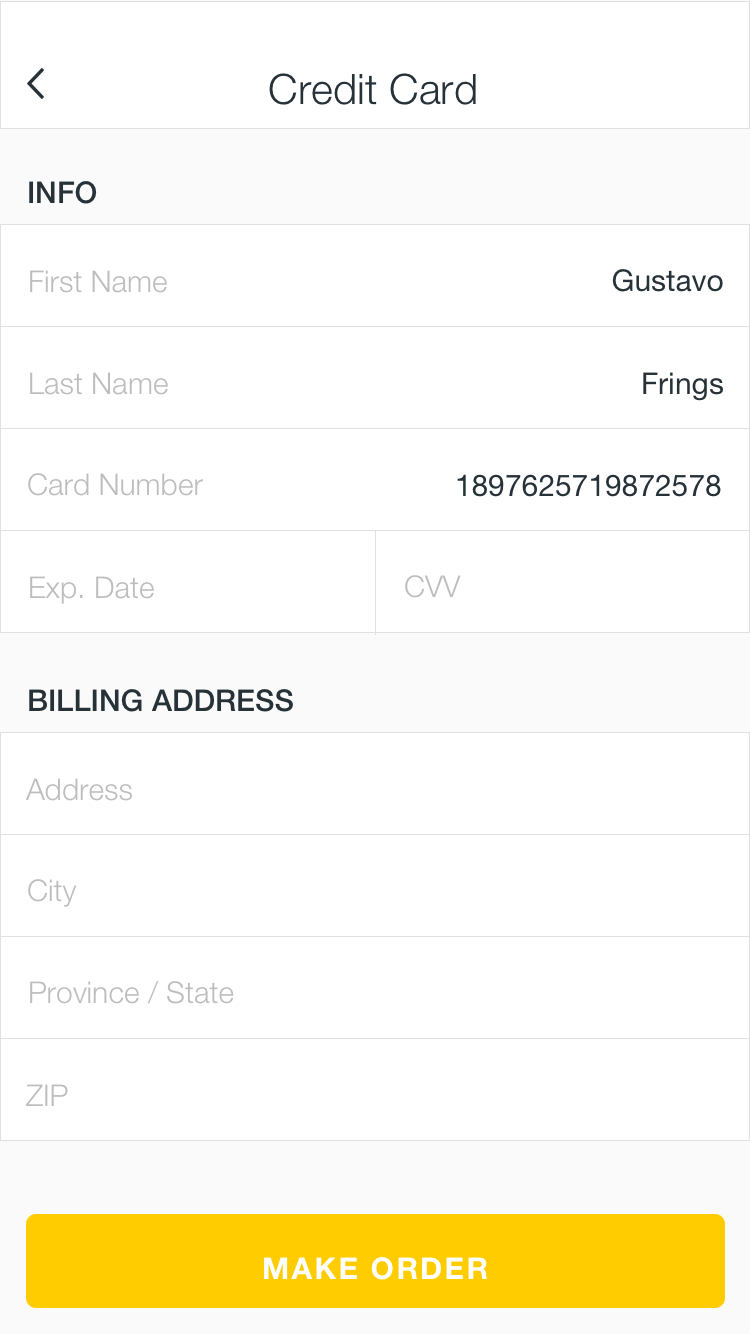 Credit Card
INFO
First Name Gustavo
Last Name Frings
Card Number 1897625719872578
Exp. Date CVV
BILLING ADDRESS
Address
City
Province / State
ZIP
MAKE ORDER